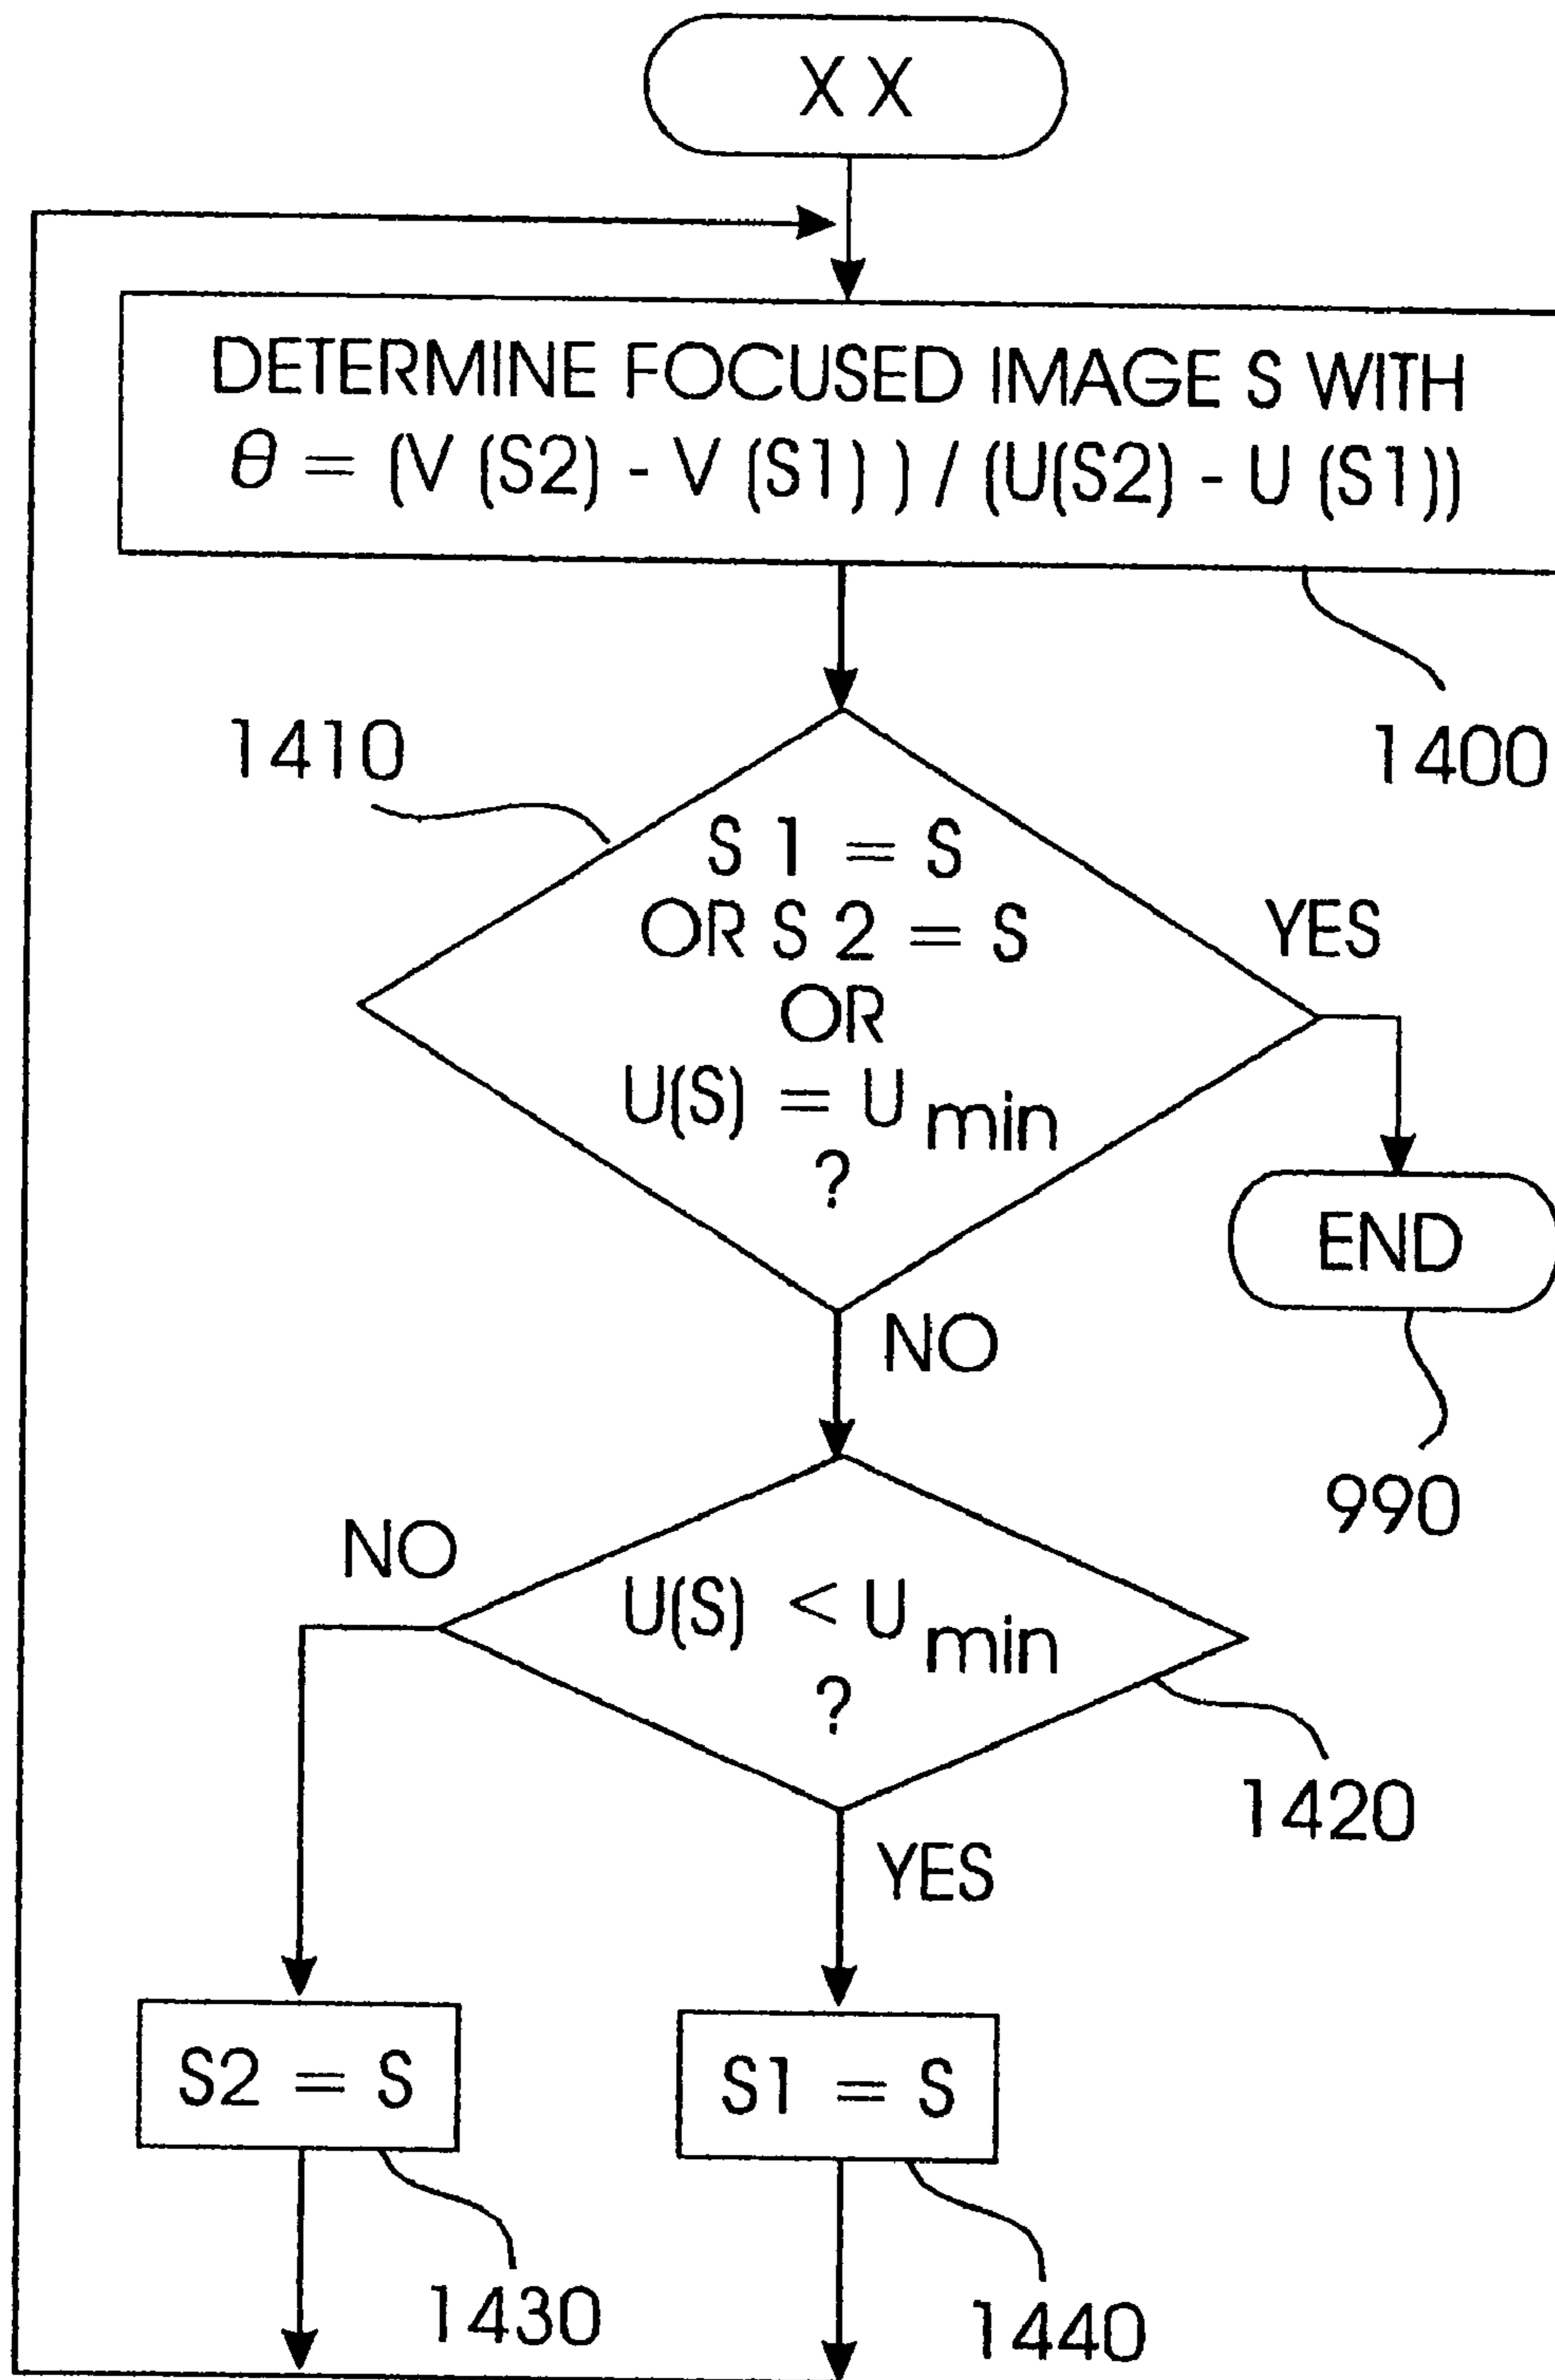 X X
DETERMINE FOCUSED IMAGE S WITH
θ = (V (S2) - V (S1) ) / (U(S2) - U (S1))
1400
1410
S 1 = S
OR S 2 = S
OR
U(S) = U min
?
YES
END
NO
990
NO
U(S) < U min
?
1420
YES
S2 = S
S1 = S
1430
1440